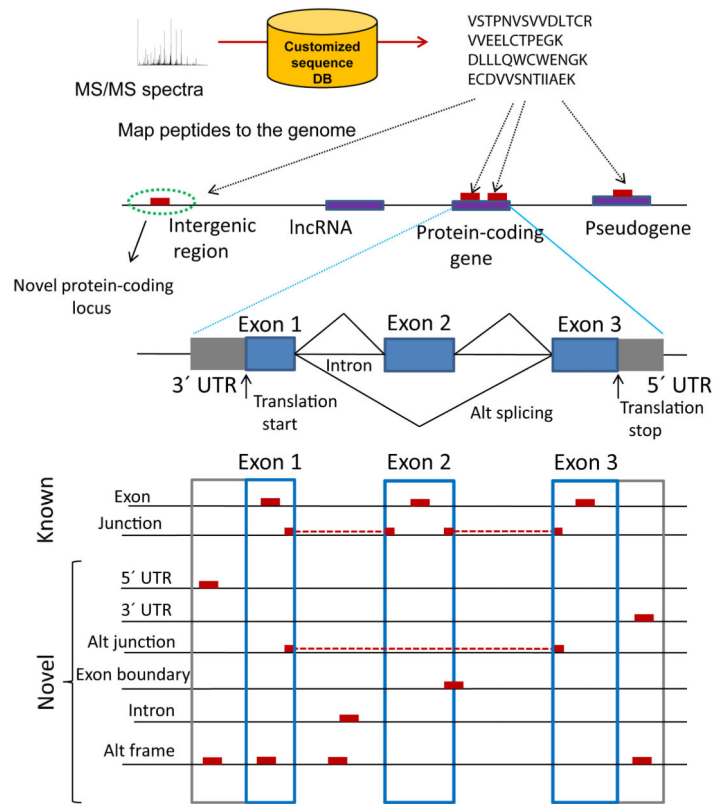 VSTPNVSVVDLTCR
VVEELCTPEGK
DLLLQWCWENGK
ECDVVSNTIIAEK
Customized
sequence
DB
MS/MS spectra
Map peptides to the genome
Intergenic
region
lncRNA
Protein-coding
gene
Pseudogene
Novel protein-coding
locus
Exon 1
Exon 2
Exon 3
Intron
3´ UTR
5´ UTR
Translation
start
Alt splicing
Translation
stop
Exon 1
Exon 2
Exon 3
Known
Exon
Junction
Novel
5´ UTR
3´ UTR
Alt junction
Exon boundary
Intron
Alt frame